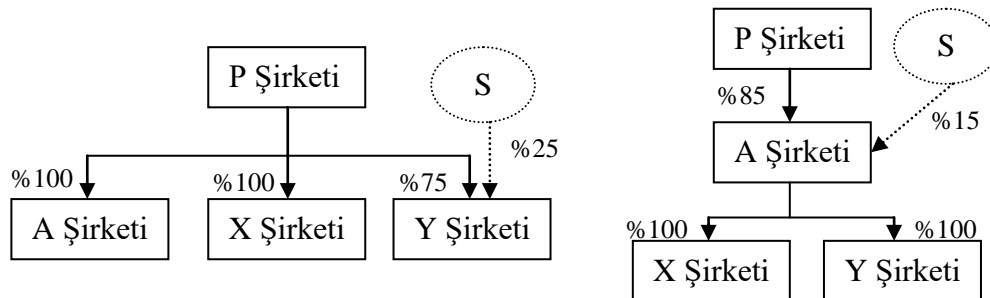 P Şirketi
S
%25
%100
%100
%75
A Şirketi
X Şirketi
Y Şirketi
P Şirketi
S
%85
%15
A Şirketi
%100
%100
X Şirketi
Y Şirketi